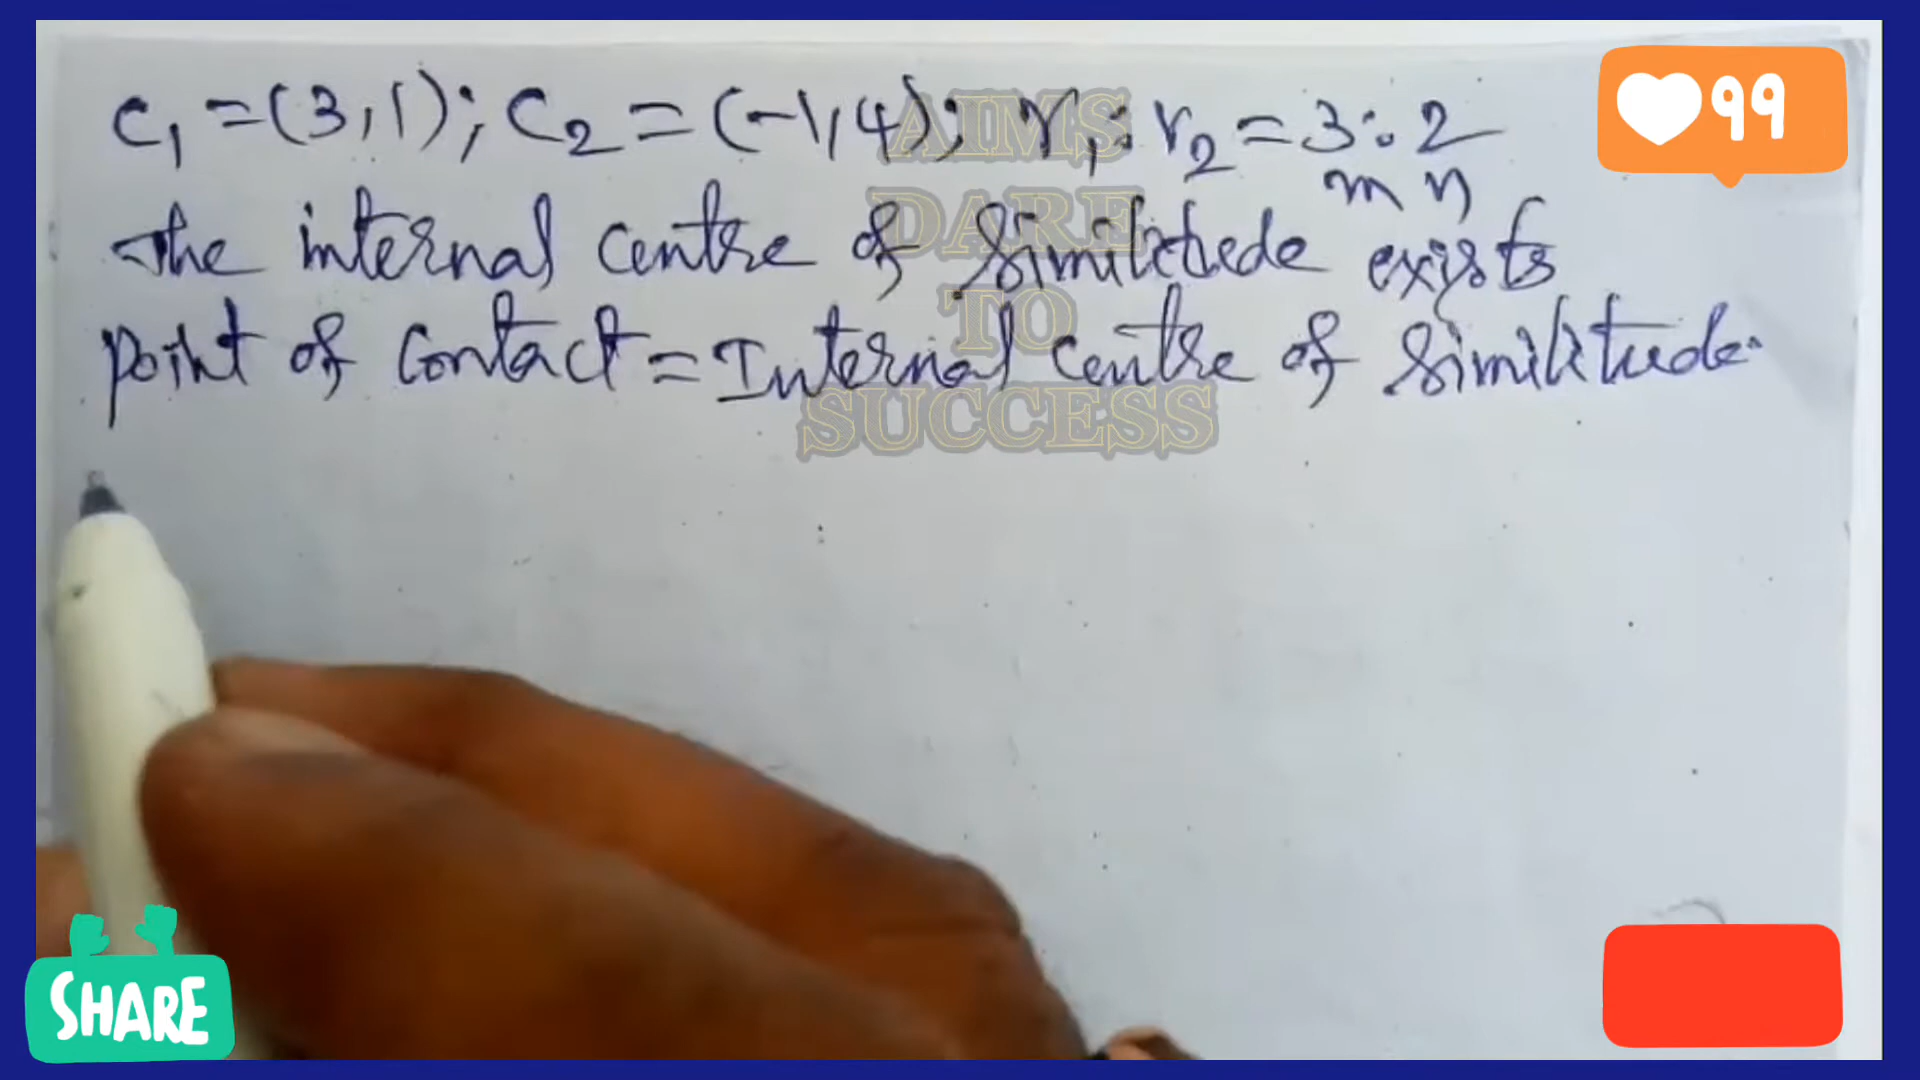 C₁ = (3,1); C₂ = (-1,4); r₁: r₂ = 3:2
m n
The internal centre of similitude exists
point of contact = Internal centre of similitude.
AIMS
DARE
TO
SUCCESS
99
SHARE